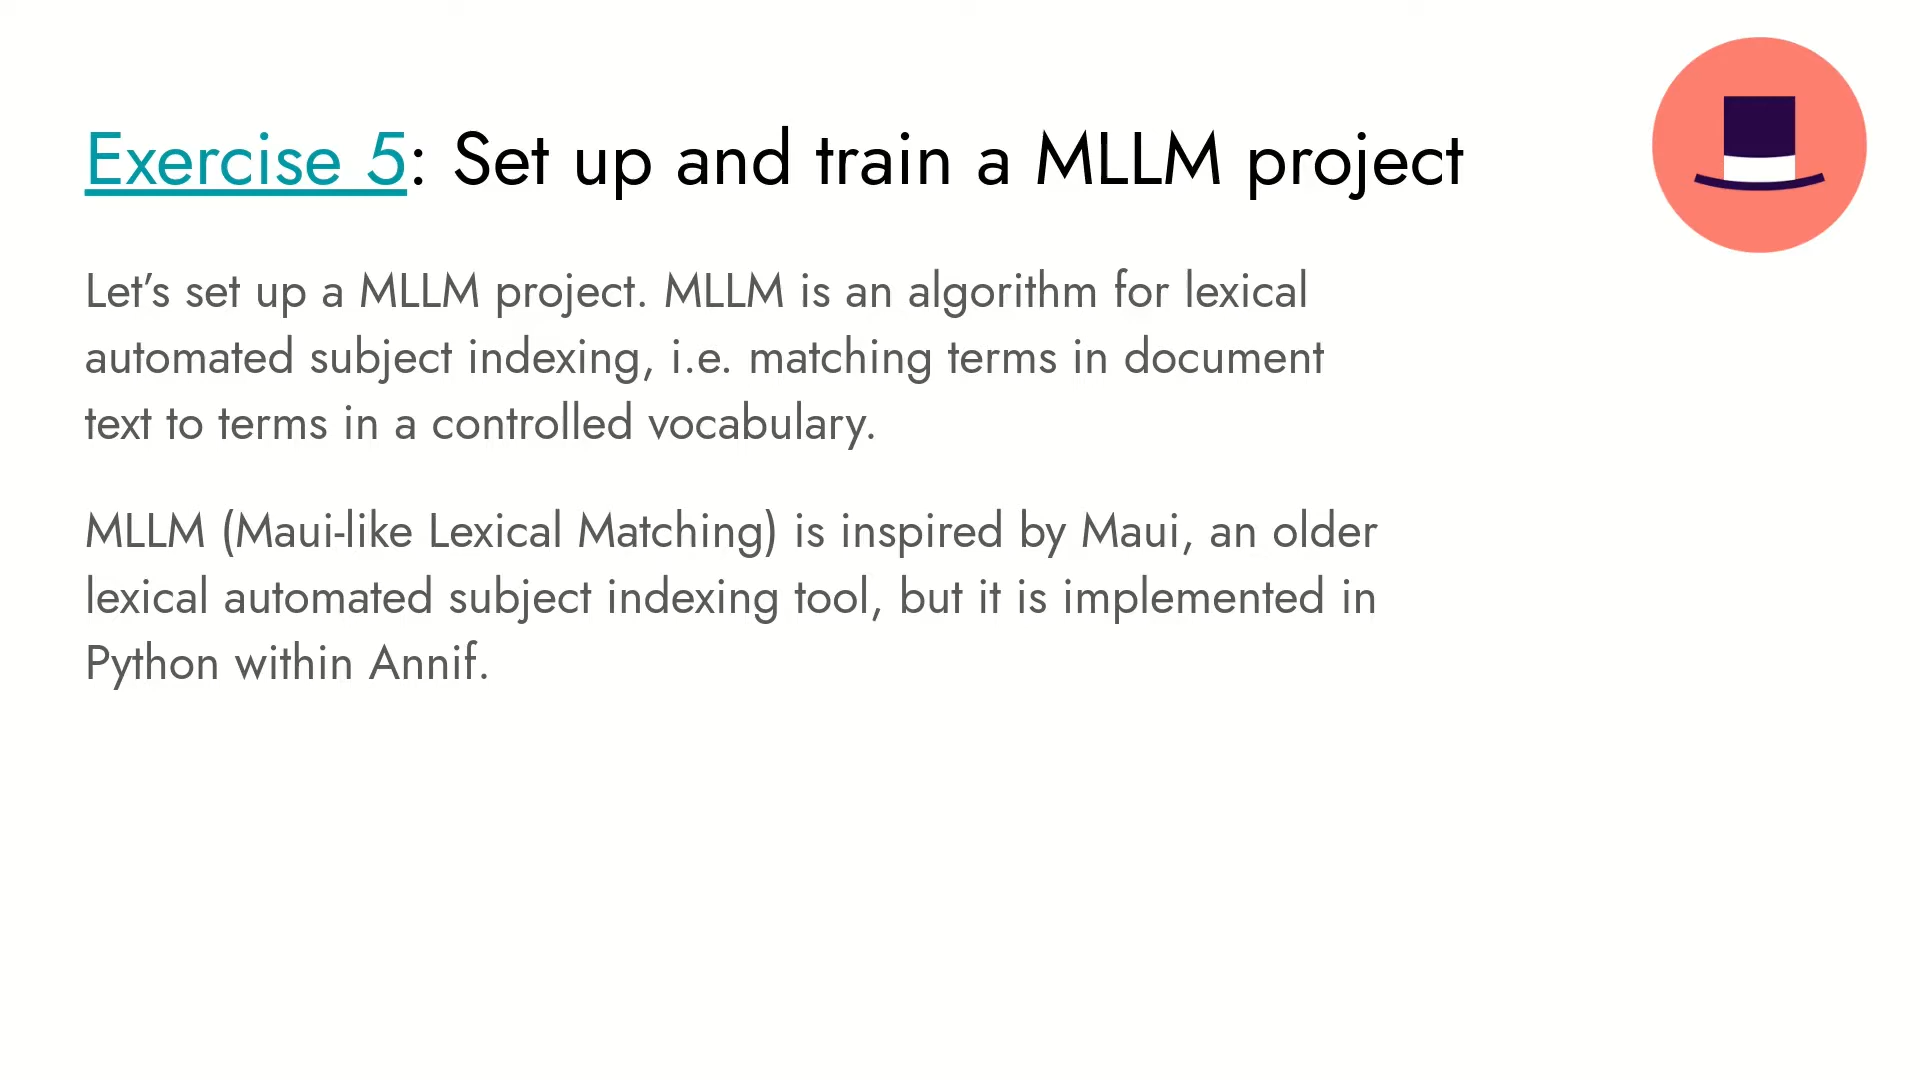 Exercise 5: Set up and train a MLLM project
Let’s set up a MLLM project. MLLM is an algorithm for lexical
automated subject indexing, i.e. matching terms in document
text to terms in a controlled vocabulary.
MLLM (Maui-like Lexical Matching) is inspired by Maui, an older
lexical automated subject indexing tool, but it is implemented in
Python within Annif.